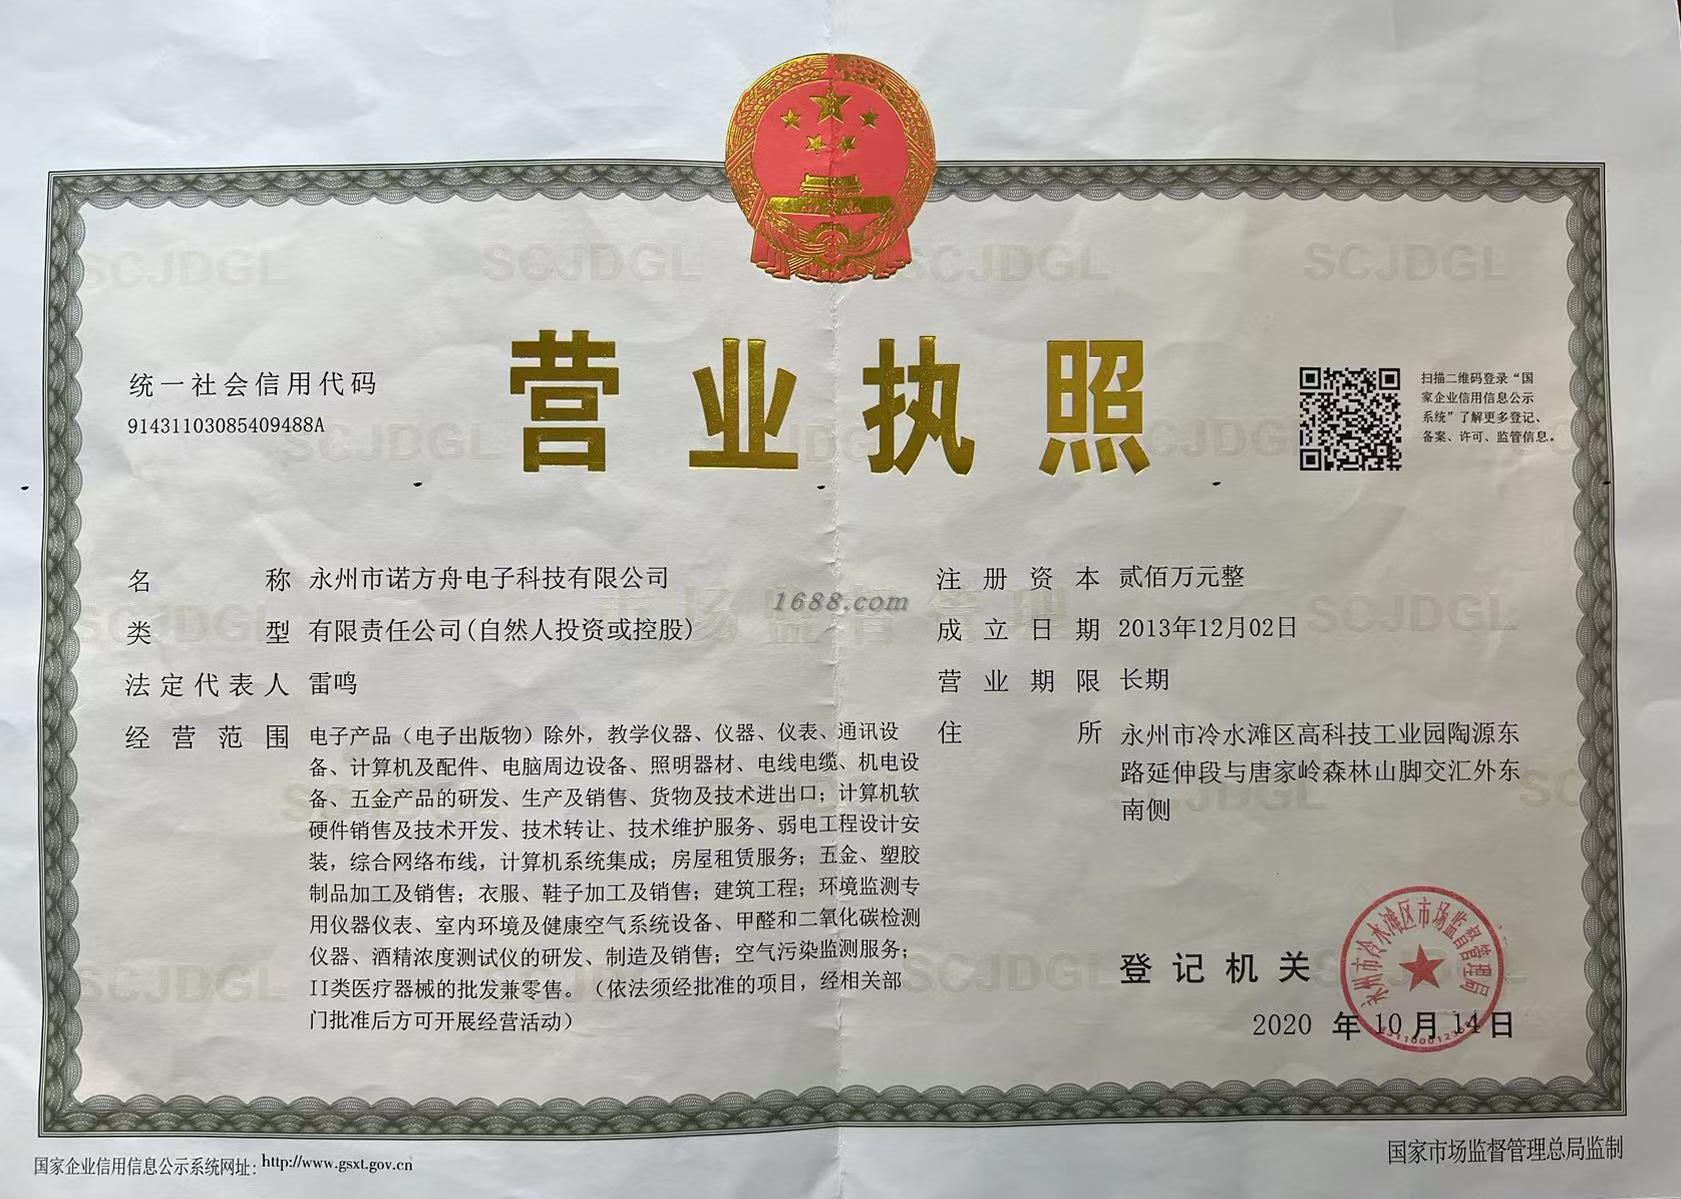 营业执照
统一社会信用代码
91431103085409488A
扫描二维码登录“国
家企业信用信息公示
系统”了解更多登记、
备案、许可、监管信息。
名称 永州市诺方舟电子科技有限公司
类型 有限责任公司(自然人投资或控股)
法定代表人 雷鸣
经营范围 电子产品（电子出版物）除外，教学仪器、仪器、仪表、通讯设
备、计算机及配件、电脑周边设备、照明器材、电线电缆、机电设
备、五金产品的研发、生产及销售、货物及技术进出口；计算机软
硬件销售及技术开发、技术转让、技术维护服务、弱电工程设计安
装，综合网络布线，计算机系统集成；房屋租赁服务；五金、塑胶
制品加工及销售；衣服、鞋子加工及销售；建筑工程；环境监测专
用仪器仪表、室内环境及健康空气系统设备、甲醛和二氧化碳检测
仪器、酒精浓度测试仪的研发、制造及销售；空气污染监测服务；
II类医疗器械的批发兼零售。（依法须经批准的项目，经相关部
门批准后方可开展经营活动）
注册资本 贰佰万元整
成立日期 2013年12月02日
营业期限 长期
住所 永州市冷水滩区高科技工业园陶源东
路延伸段与唐家岭森林山脚交汇外东
南侧
1688.com
登记机关
永州市冷水滩区市场监督管理局
2020 年 10 月 14 日
国家企业信用信息公示系统网址：http://www.gsxt.gov.cn
国家市场监督管理总局监制